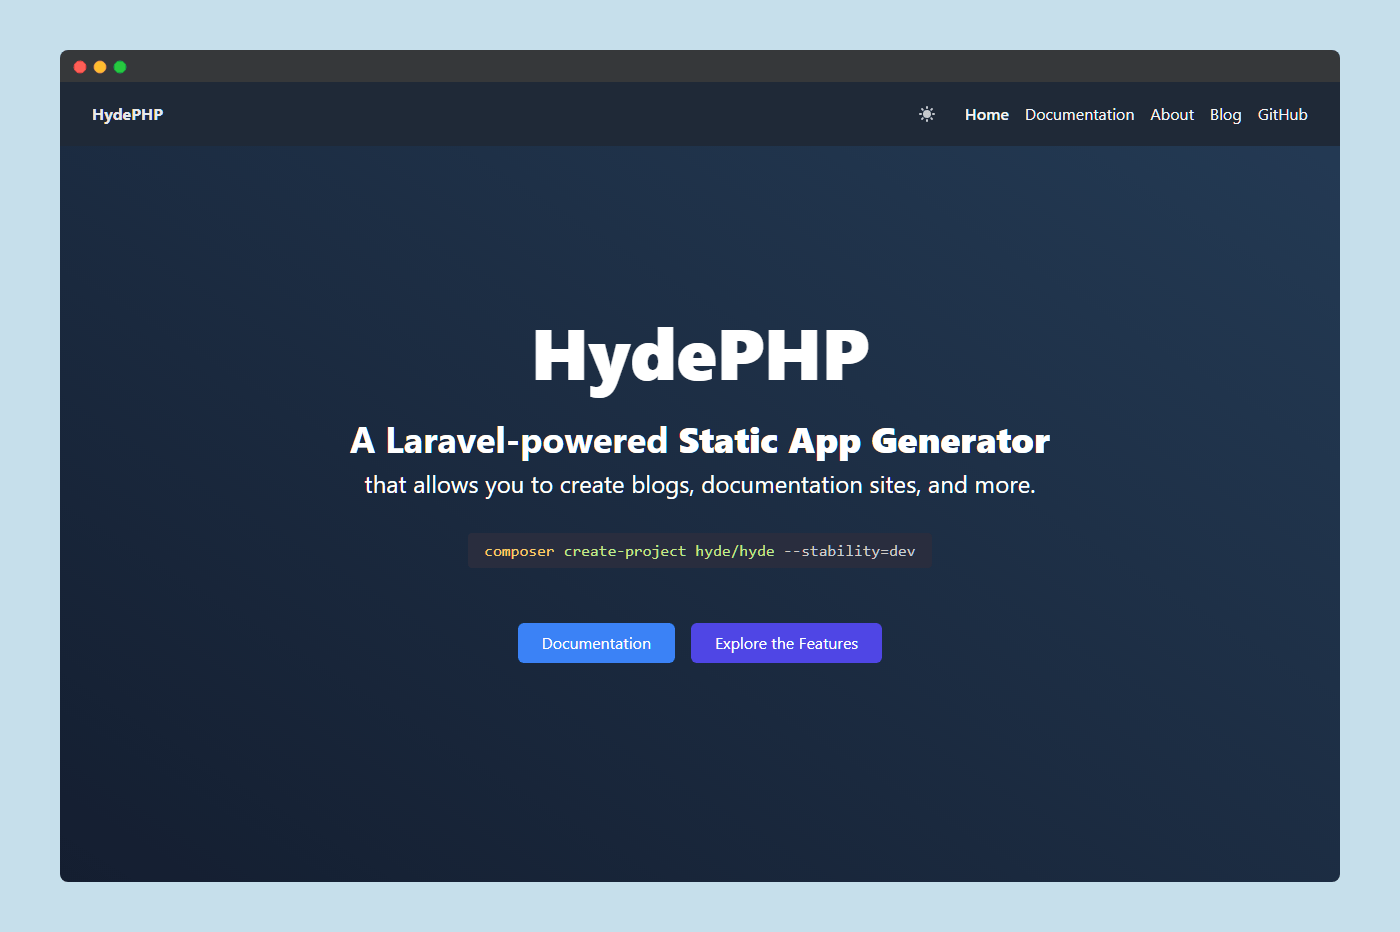 HydePHP
Home Documentation About Blog GitHub
HydePHP
A Laravel-powered Static App Generator
that allows you to create blogs, documentation sites, and more.
composer create-project hyde/hyde --stability=dev
Documentation
Explore the Features